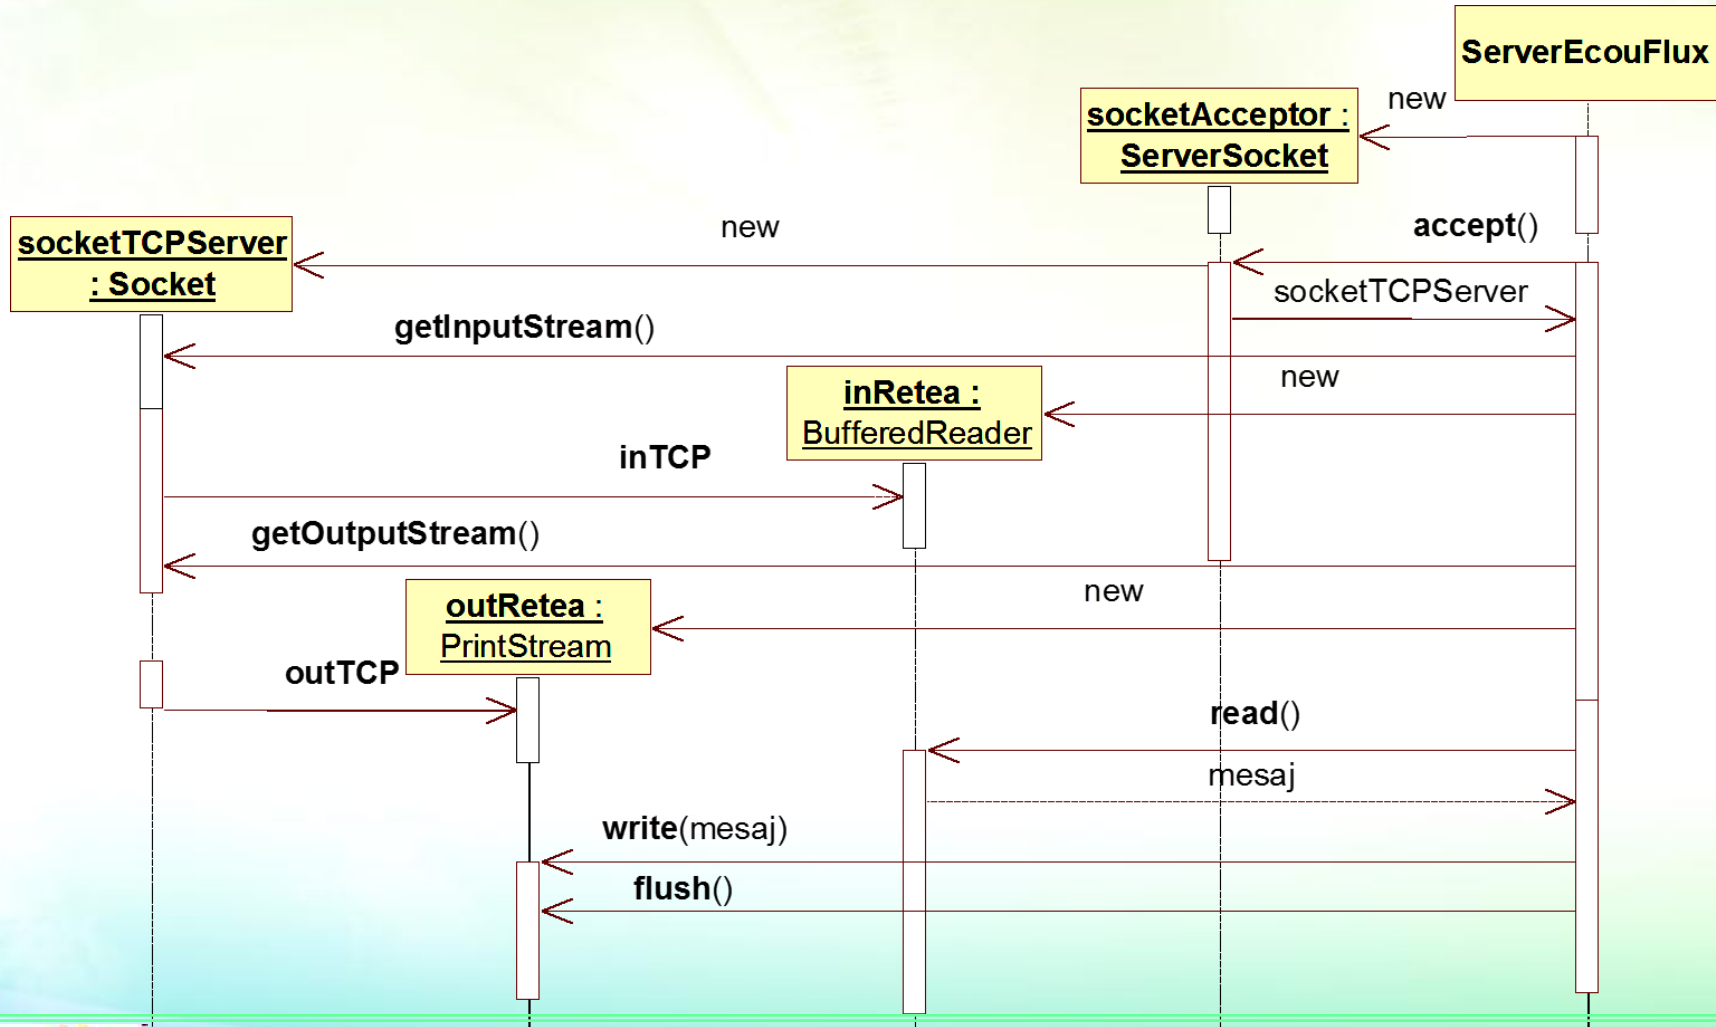 ServerEcouFlux
new
socketAcceptor :
ServerSocket
new
accept()
socketTCPServer
: Socket
socketTCPServer
getInputStream()
new
inRetea :
BufferedReader
inTCP
getOutputStream()
new
outRetea :
PrintStream
outTCP
read()
mesaj
write(mesaj)
flush()